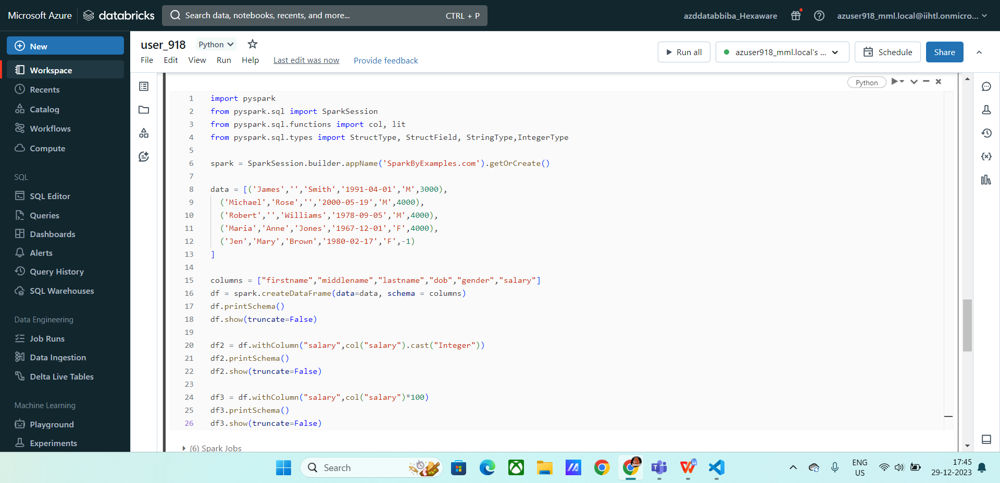 Microsoft Azure databricks Search data, notebooks, recents, and more... CTRL + P azddatabbiba_Hexaware azuser918_mml.local@iihtl.onmicro...
New
Workspace
Recents
Catalog
Workflows
Compute
SQL
SQL Editor
Queries
Dashboards
Alerts
Query History
SQL Warehouses
Data Engineering
Job Runs
Data Ingestion
Delta Live Tables
Machine Learning
Playground
Experiments
user_918 Python
File Edit View Run Help Last edit was now Provide feedback
Run all azuser918_mml.local's ... Schedule Share
Python
1 import pyspark
2 from pyspark.sql import SparkSession
3 from pyspark.sql.functions import col, lit
4 from pyspark.sql.types import StructType, StructField, StringType,IntegerType
5
6 spark = SparkSession.builder.appName('SparkByExamples.com').getOrCreate()
7
8 data = [('James','','Smith','1991-04-01','M',3000),
9 ('Michael','Rose','','2000-05-19','M',4000),
10 ('Robert','','Williams','1978-09-05','M',4000),
11 ('Maria','Anne','Jones','1967-12-01','F',4000),
12 ('Jen','Mary','Brown','1980-02-17','F',-1)
13 ]
14
15 columns = ["firstname","middlename","lastname","dob","gender","salary"]
16 df = spark.createDataFrame(data=data, schema = columns)
17 df.printSchema()
18 df.show(truncate=False)
19
20 df2 = df.withColumn("salary",col("salary").cast("Integer"))
21 df2.printSchema()
22 df2.show(truncate=False)
23
24 df3 = df.withColumn("salary",col("salary")*100)
25 df3.printSchema()
26 df3.show(truncate=False)
(6) Spark Jobs
Search
ENG
US
17:45
29-12-2023